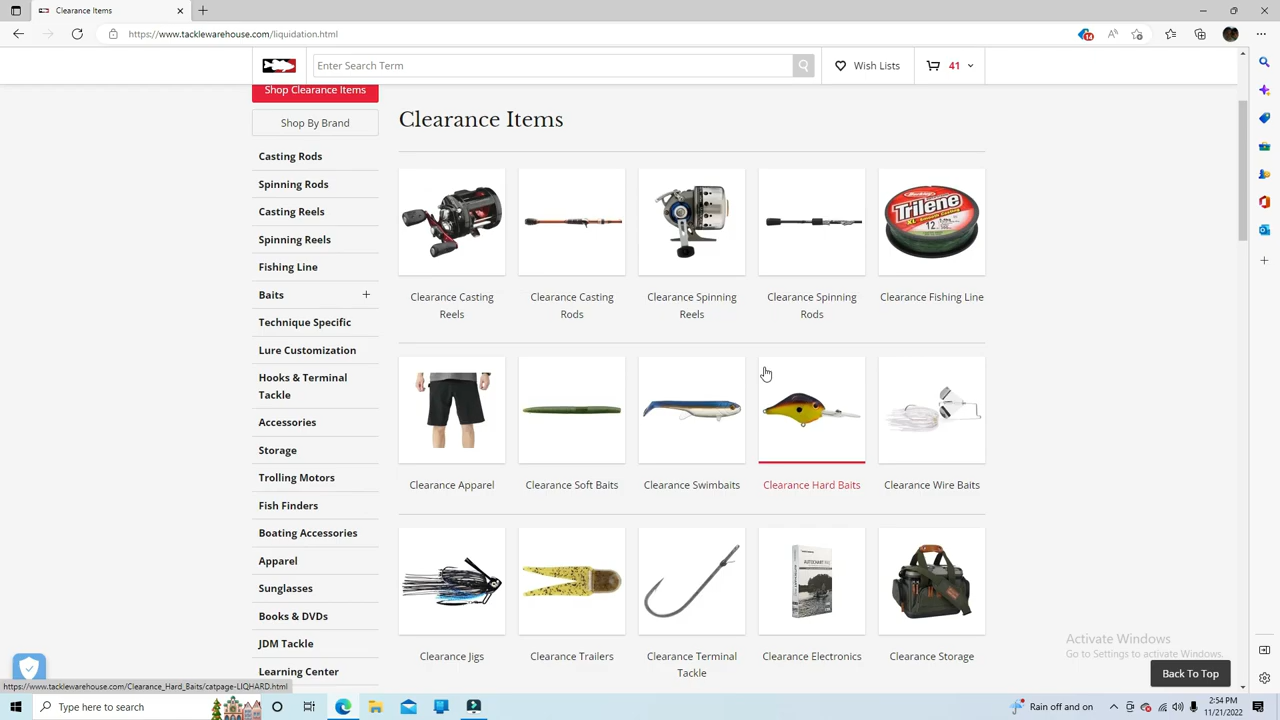 Clearance Items
https://www.tacklewarehouse.com/liquidation.html
14
Enter Search Term
Wish Lists
41
Shop Clearance Items
Shop By Brand
Casting Rods
Spinning Rods
Casting Reels
Spinning Reels
Fishing Line
Baits
Technique Specific
Lure Customization
Hooks & Terminal
Tackle
Accessories
Storage
Trolling Motors
Fish Finders
Boating Accessories
Apparel
Sunglasses
Books & DVDs
JDM Tackle
Learning Center
Clearance Items
Berkley
Trilene
XL
12
Clearance Casting
Reels
Clearance Casting
Rods
Clearance Spinning
Reels
Clearance Spinning
Rods
Clearance Fishing Line
Clearance Apparel
Clearance Soft Baits
Clearance Swimbaits
Clearance Hard Baits
Clearance Wire Baits
AUTOCHART PRO
Clearance Jigs
Clearance Trailers
Clearance Terminal
Tackle
Clearance Electronics
Clearance Storage
Activate Windows
Go to Settings to activate Windows.
Back To Top
https://www.tacklewarehouse.com/Clearance_Hard_Baits/catpage-LIQHARD.html
Type here to search
Rain off and on
2:54 PM
11/21/2022